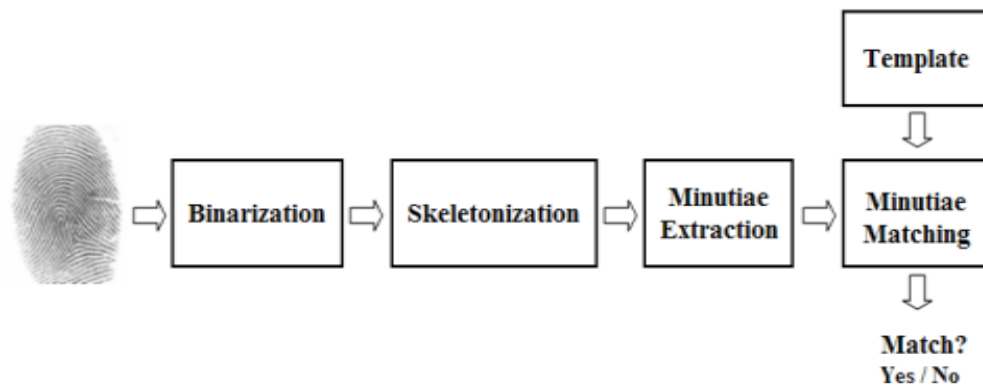 Template
Binarization
Skeletonization
Minutiae
Extraction
Minutiae
Matching
Match?
Yes / No